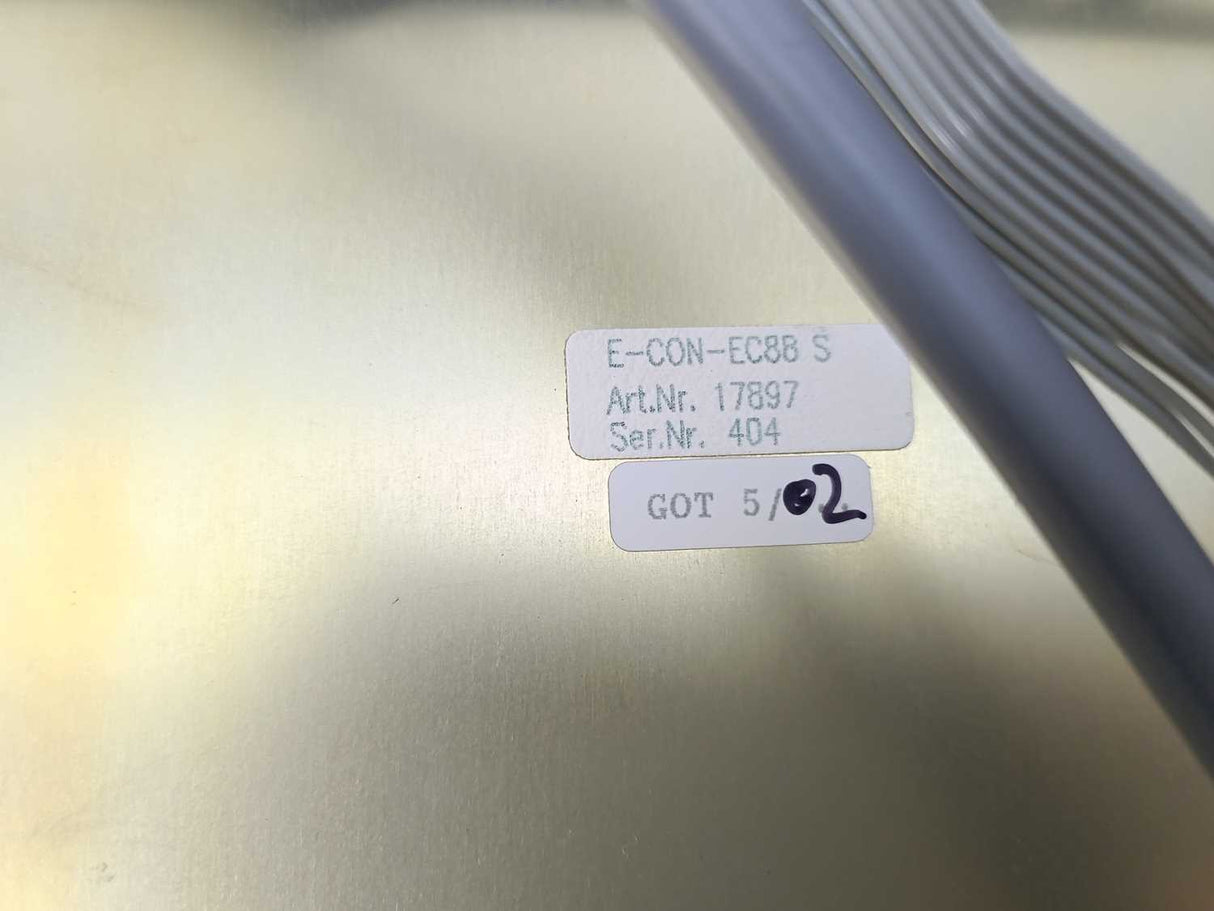 E-CON-EC88 S
Art.Nr. 17897
Ser.Nr. 404
GOT 5/02